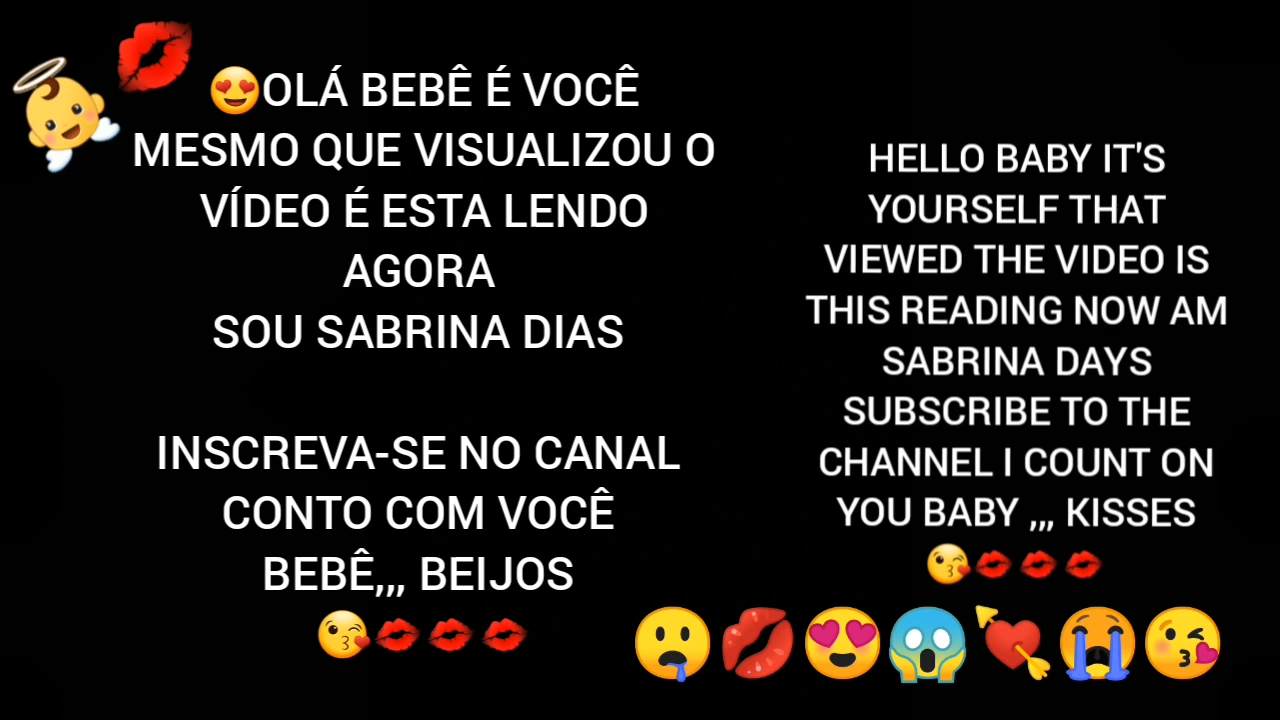 😍OLÁ BEBÊ É VOCÊ
MESMO QUE VISUALIZOU O
VÍDEO É ESTA LENDO
AGORA
SOU SABRINA DIAS
INSCREVA-SE NO CANAL
CONTO COM VOCÊ
BEBÊ,,, BEIJOS
😘💋💋💋
HELLO BABY IT'S
YOURSELF THAT
VIEWED THE VIDEO IS
THIS READING NOW AM
SABRINA DAYS
SUBSCRIBE TO THE
CHANNEL I COUNT ON
YOU BABY ,,, KISSES
😘💋💋💋